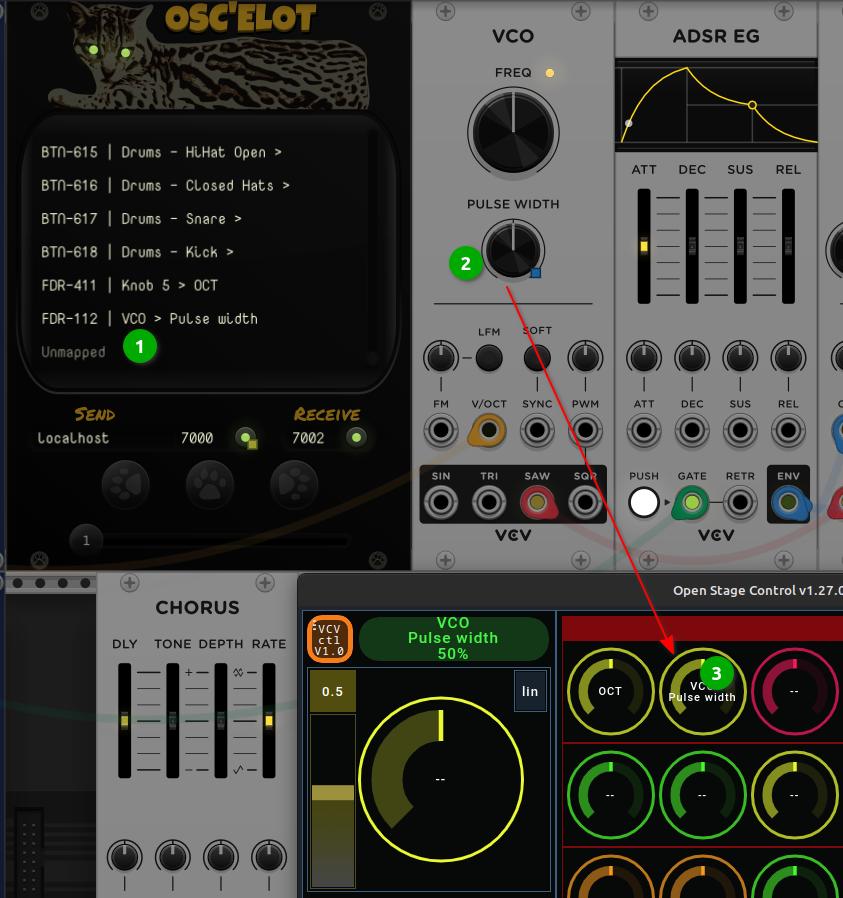 OSC'ELOT
BTN-615 | Drums - HiHat Open >
BTN-616 | Drums - Closed Hats >
BTN-617 | Drums - Snare >
BTN-618 | Drums - Kick >
FDR-411 | Knob 5 > OCT
FDR-112 | VCO > Pulse width
Unmapped
1
SEND
RECEIVE
localhost
7000
7002
1
VCO
FREQ
PULSE WIDTH
2
LFM
SOFT
FM
V/OCT
SYNC
PWM
SIN
TRI
SAW
SQR
VCV
ADSR EG
ATT DEC SUS REL
ATT DEC SUS REL
PUSH
GATE
RETR
ENV
VCV
CHORUS
DLY TONE DEPTH RATE
+
−
Open Stage Control v1.27.0
VCV
ctl
V1.0
VCO
Pulse width
50%
0.5
lin
--
OCT
VCO
Pulse width
3
--
--
--
--